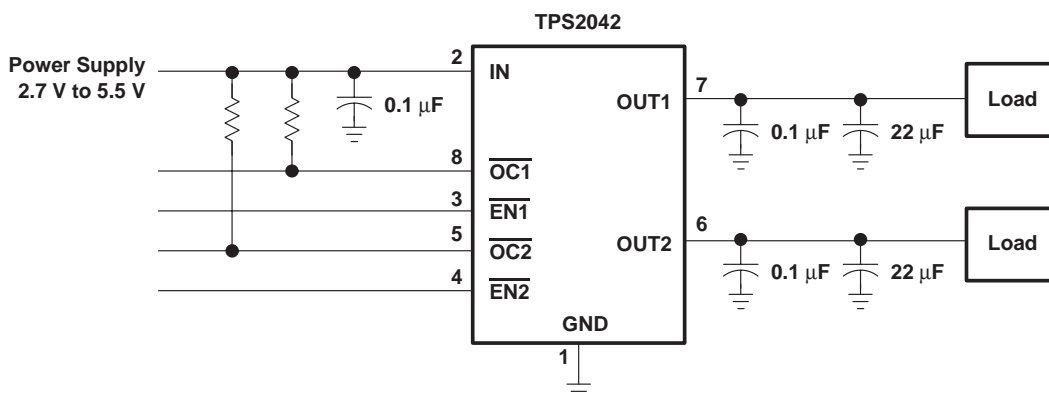 TPS2042
Power Supply
2.7 V to 5.5 V
2
IN
0.1 µF
OUT1
7
0.1 µF
22 µF
Load
8
OC1
3
EN1
5
OC2
4
EN2
OUT2
6
0.1 µF
22 µF
Load
GND
1